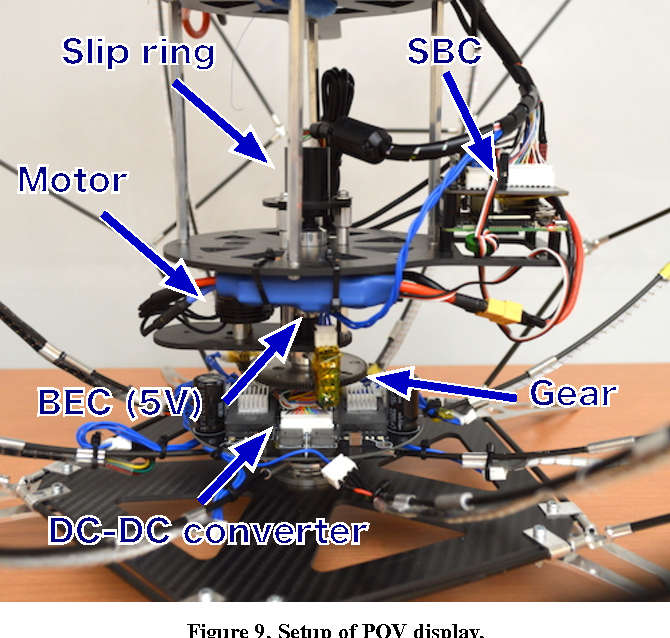 Slip ring
SBC
Motor
BEC (5V)
Gear
DC-DC converter
Figure 9. Setup of POV display.